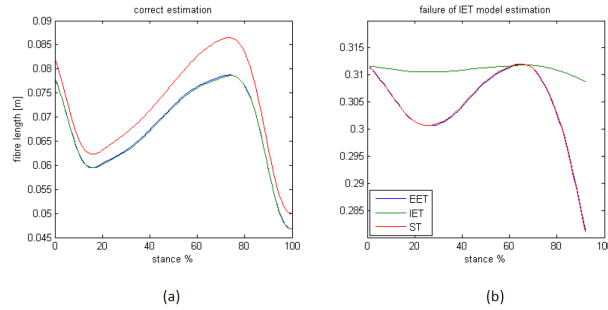 correct estimation
fibre length [m]
0.09
0.085
0.08
0.075
0.07
0.065
0.06
0.055
0.05
0.045
0 20 40 60 80 100
stance %
(a)
failure of IET model estimation
0.315
0.31
0.305
0.3
0.295
0.29
0.285
EET
IET
ST
0 20 40 60 80 100
stance %
(b)